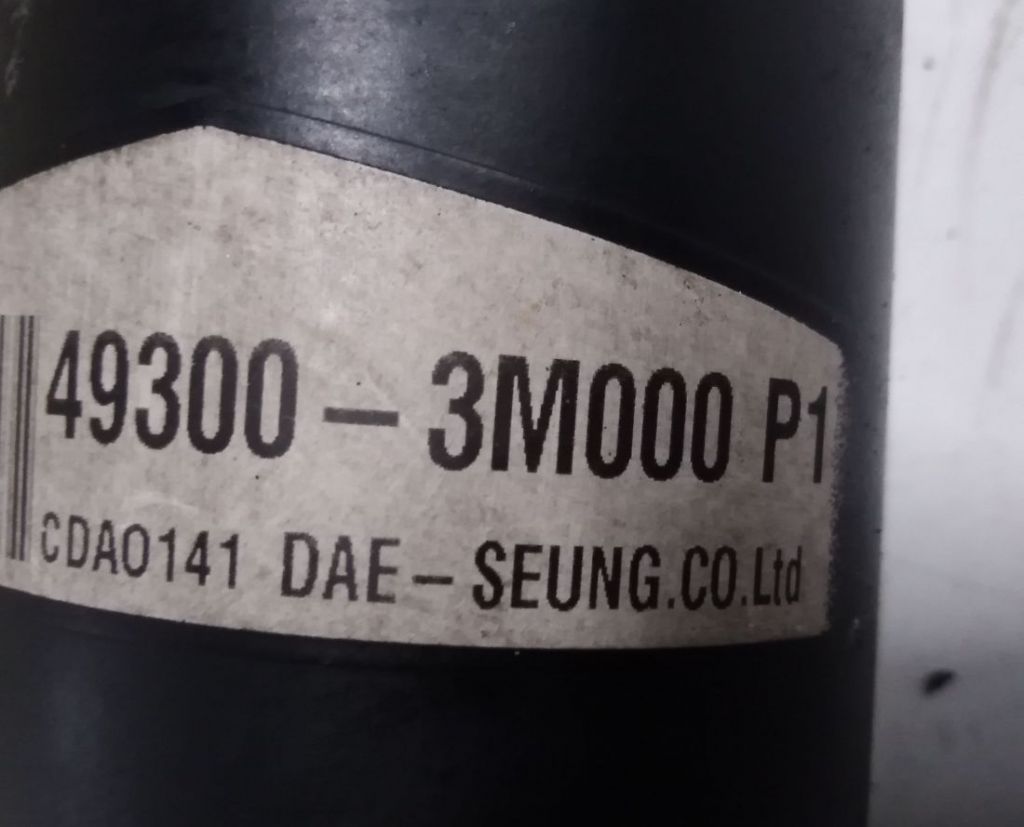 49300 - 3M000 P1
CDA0141 DAE - SEUNG.CO.Ltd